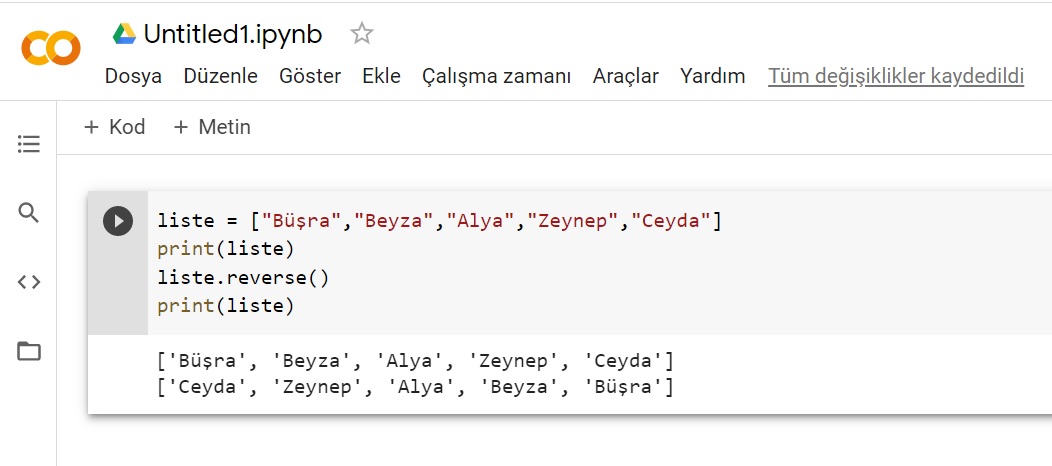 Untitled1.ipynb
Dosya Düzenle Göster Ekle Çalışma zamanı Araçlar Yardım Tüm değişiklikler kaydedildi
+ Kod + Metin
liste = ["Büşra","Beyza","Alya","Zeynep","Ceyda"]
print(liste)
liste.reverse()
print(liste)
['Büşra', 'Beyza', 'Alya', 'Zeynep', 'Ceyda']
['Ceyda', 'Zeynep', 'Alya', 'Beyza', 'Büşra']